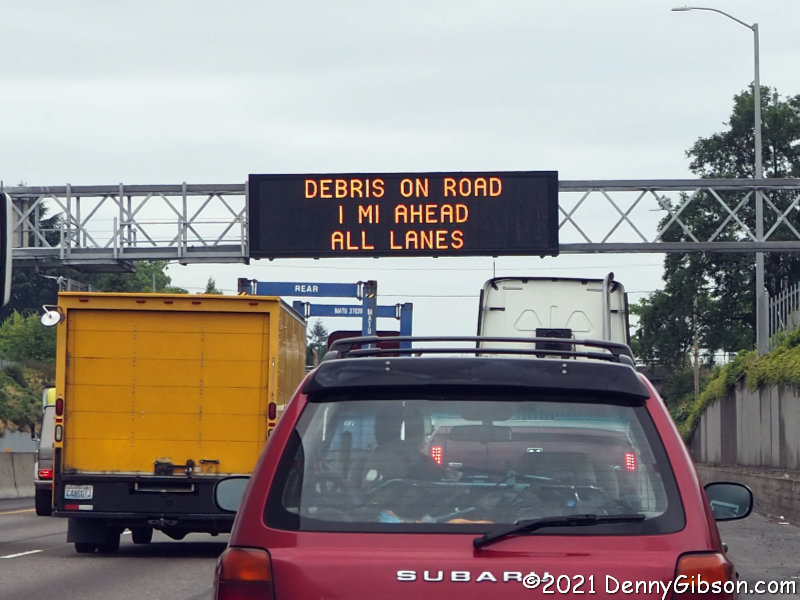 DEBRIS ON ROAD
1 MI AHEAD
ALL LANES
REAR
SUBARU
©2021 DennyGibson.com